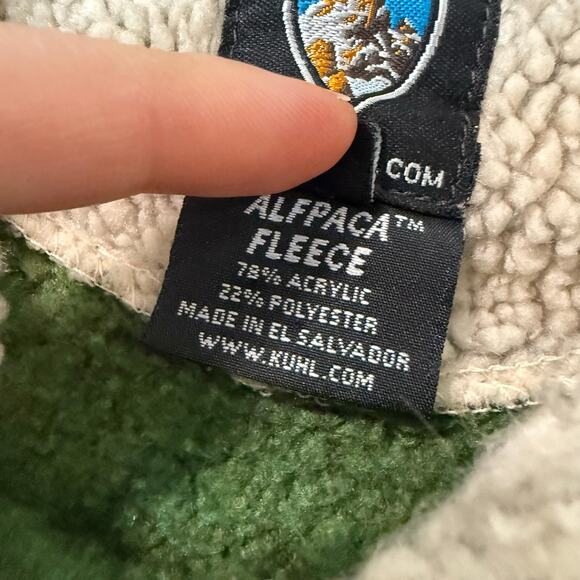 COM
ALFPACA™
FLEECE
78% ACRYLIC
22% POLYESTER
MADE IN EL SALVADOR
WWW.KUHL.COM